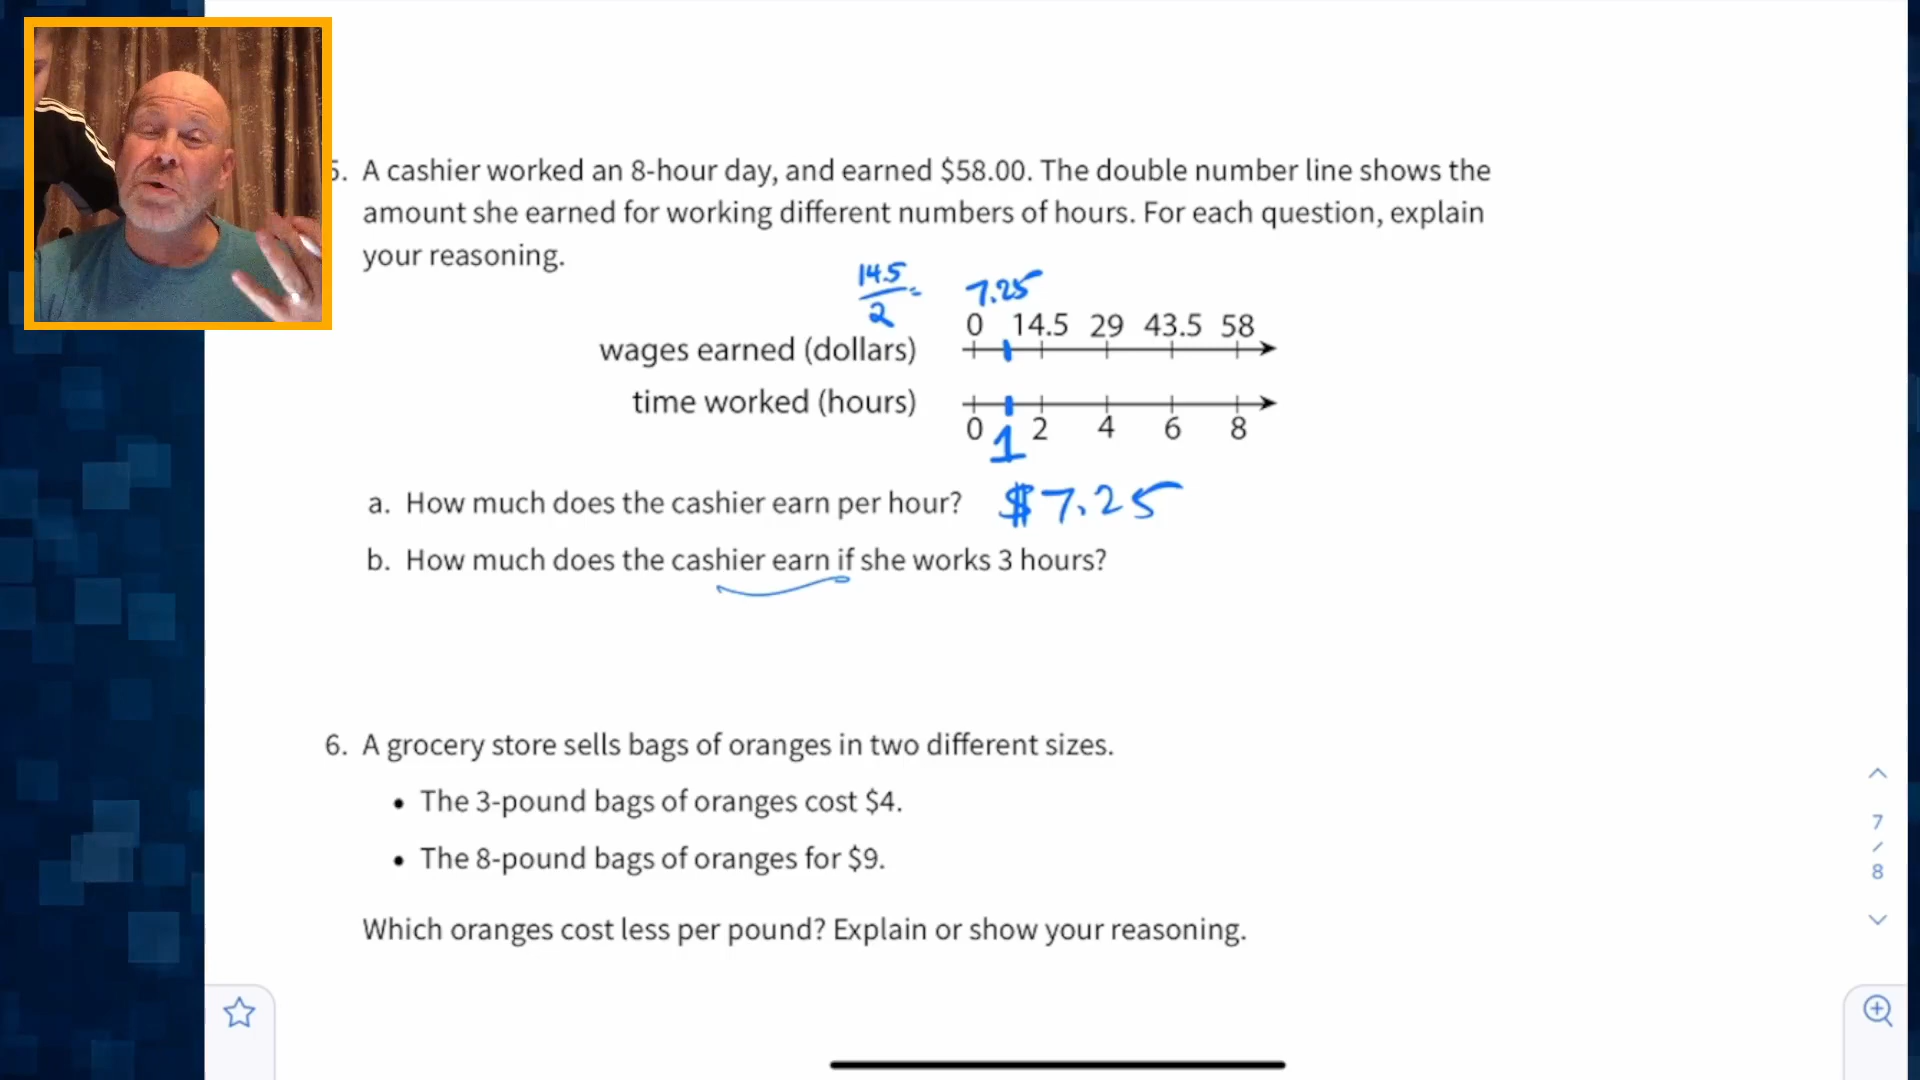 5. A cashier worked an 8-hour day, and earned $58.00. The double number line shows the
amount she earned for working different numbers of hours. For each question, explain
your reasoning.
14.5
2
=
7.25
0 14.5 29 43.5 58
wages earned (dollars)
time worked (hours)
0 1 2 4 6 8
a. How much does the cashier earn per hour? $7.25
b. How much does the cashier earn if she works 3 hours?
6. A grocery store sells bags of oranges in two different sizes.
• The 3-pound bags of oranges cost $4.
• The 8-pound bags of oranges for $9.
Which oranges cost less per pound? Explain or show your reasoning.
7
/
8